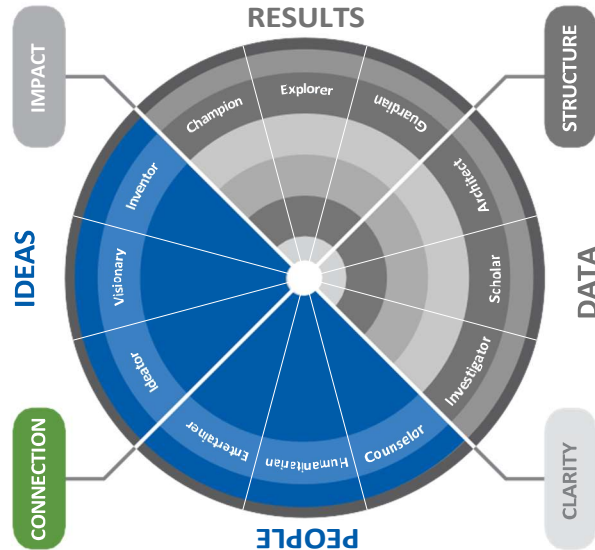 RESULTS
IMPACT
STRUCTURE
Champion
Explorer
Guardian
Inventor
Architect
IDEAS
Visionary
Scholar
DATA
Ideator
Investigator
Entertainer
Humanitarian
Counselor
CONNECTION
CLARITY
PEOPLE